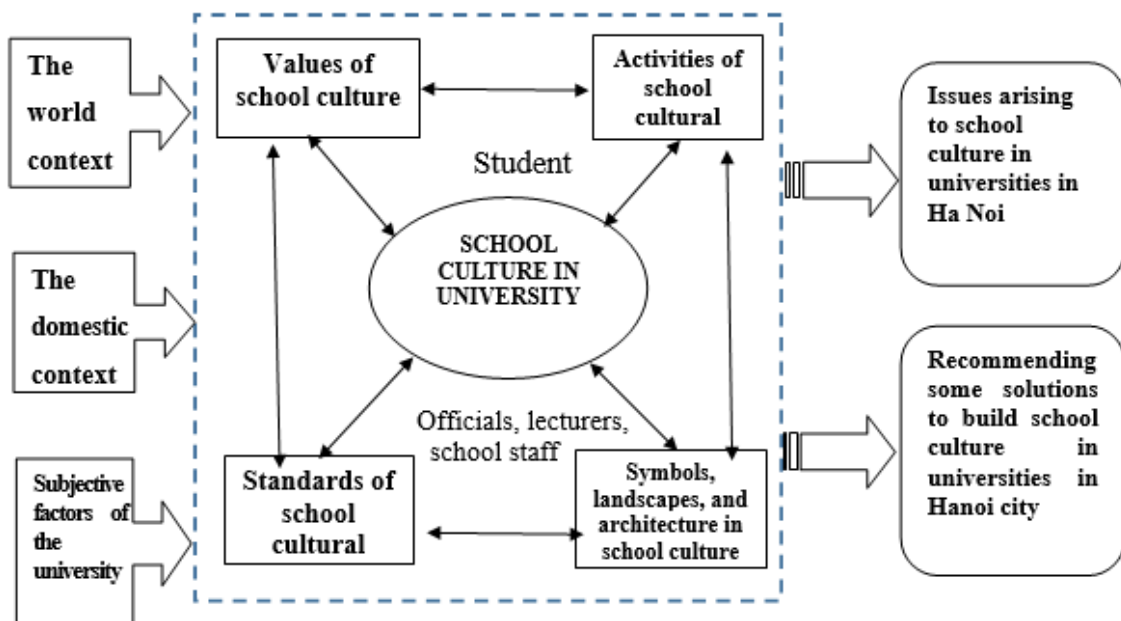 The
world
context
The
domestic
context
Subjective
factors of
the
university
Values of
school culture
Activities of
school
cultural
Student
SCHOOL
CULTURE IN
UNIVERSITY
Officials, lecturers,
school staff
Standards of
school
cultural
Symbols,
landscapes, and
architecture in
school culture
Issues arising
to school
culture in
universities in
Ha Noi
Recommending
some solutions
to build school
culture in
universities in
Hanoi city